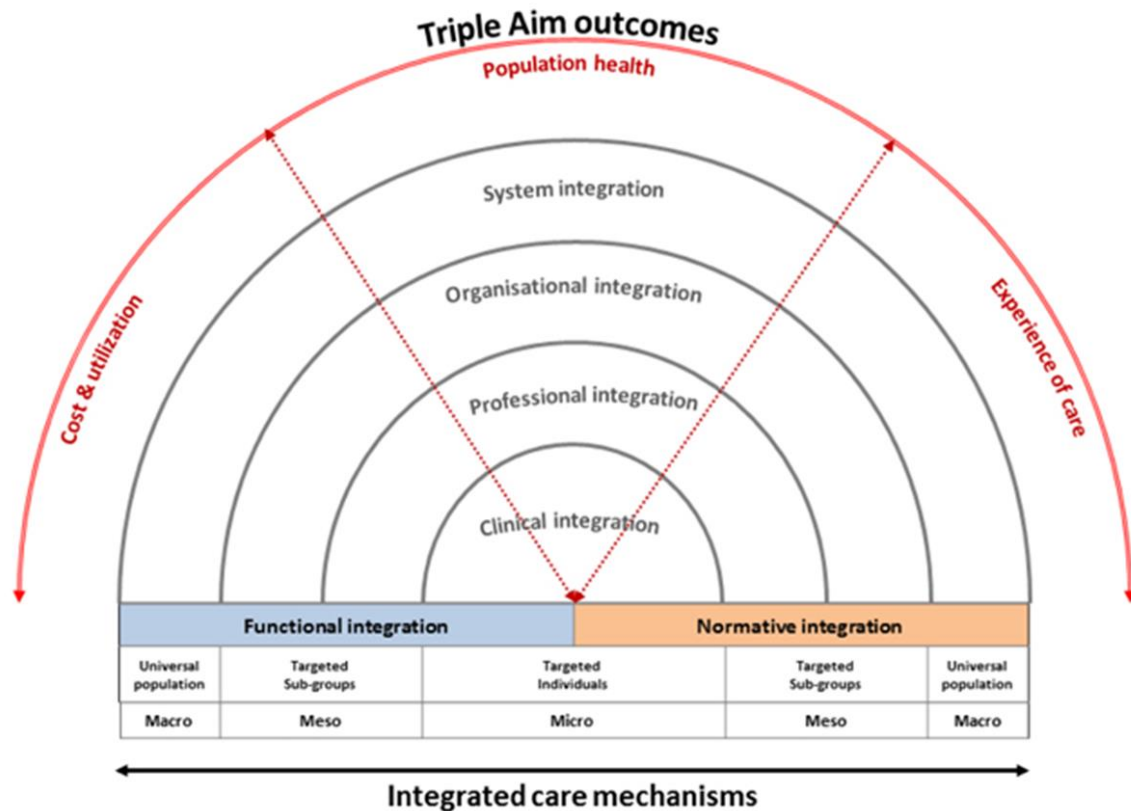 Triple Aim outcomes
Population health
Cost & utilization
Experience of care
System integration
Organisational integration
Professional integration
Clinical integration
Functional integration
Normative integration
Universal
population
Targeted
Sub-groups
Targeted
Individuals
Targeted
Sub-groups
Universal
population
Macro
Meso
Micro
Meso
Macro
Integrated care mechanisms